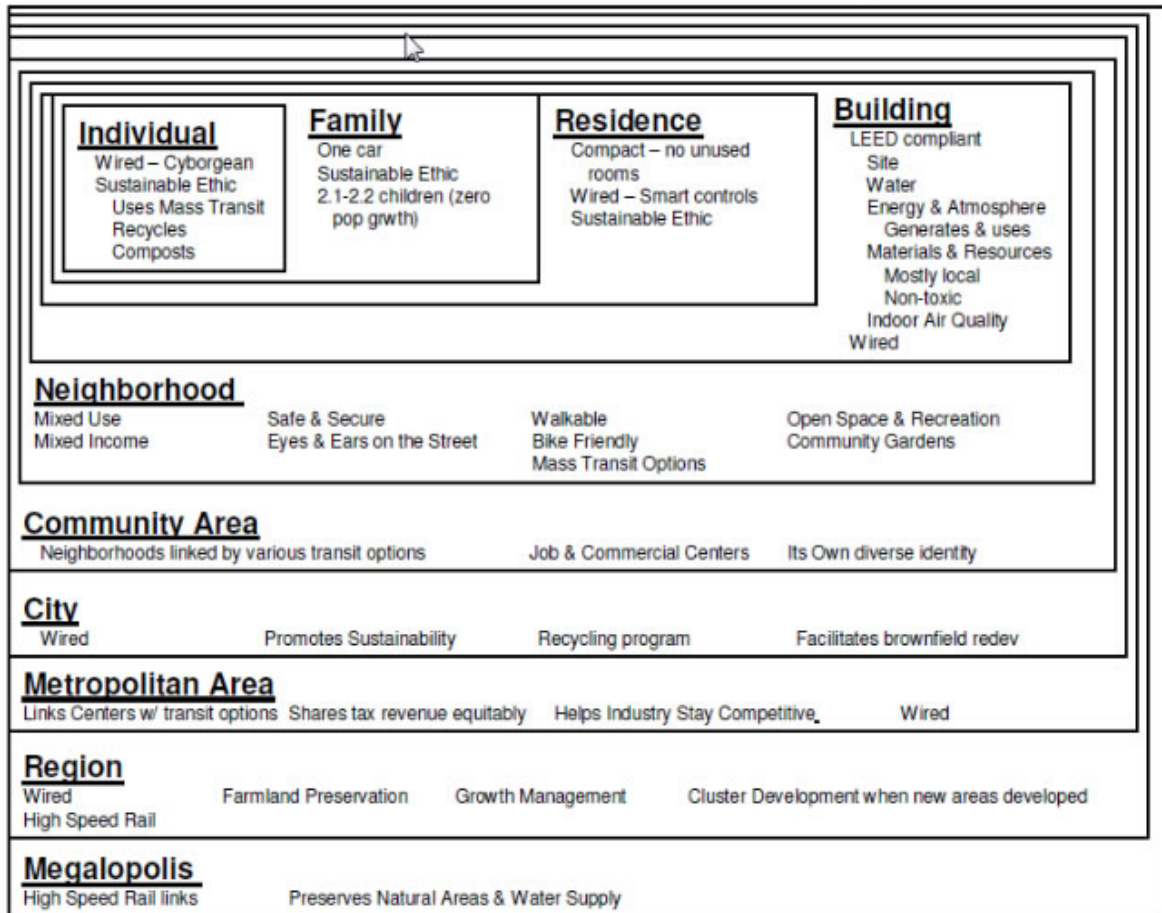 Individual
Wired – Cyborgean
Sustainable Ethic
Uses Mass Transit
Recycles
Composts
Family
One car
Sustainable Ethic
2.1-2.2 children (zero
pop grwth)
Residence
Compact – no unused
rooms
Wired – Smart controls
Sustainable Ethic
Building
LEED compliant
Site
Water
Energy & Atmosphere
Generates & uses
Materials & Resources
Mostly local
Non-toxic
Indoor Air Quality
Wired
Neighborhood
Mixed Use
Mixed Income
Safe & Secure
Eyes & Ears on the Street
Walkable
Bike Friendly
Mass Transit Options
Open Space & Recreation
Community Gardens
Community Area
Neighborhoods linked by various transit options
Job & Commercial Centers
Its Own diverse identity
City
Wired
Promotes Sustainability
Recycling program
Facilitates brownfield redev
Metropolitan Area
Links Centers w/ transit options
Shares tax revenue equitably
Helps Industry Stay Competitive.
Wired
Region
Wired
High Speed Rail
Farmland Preservation
Growth Management
Cluster Development when new areas developed
Megalopolis
High Speed Rail links
Preserves Natural Areas & Water Supply